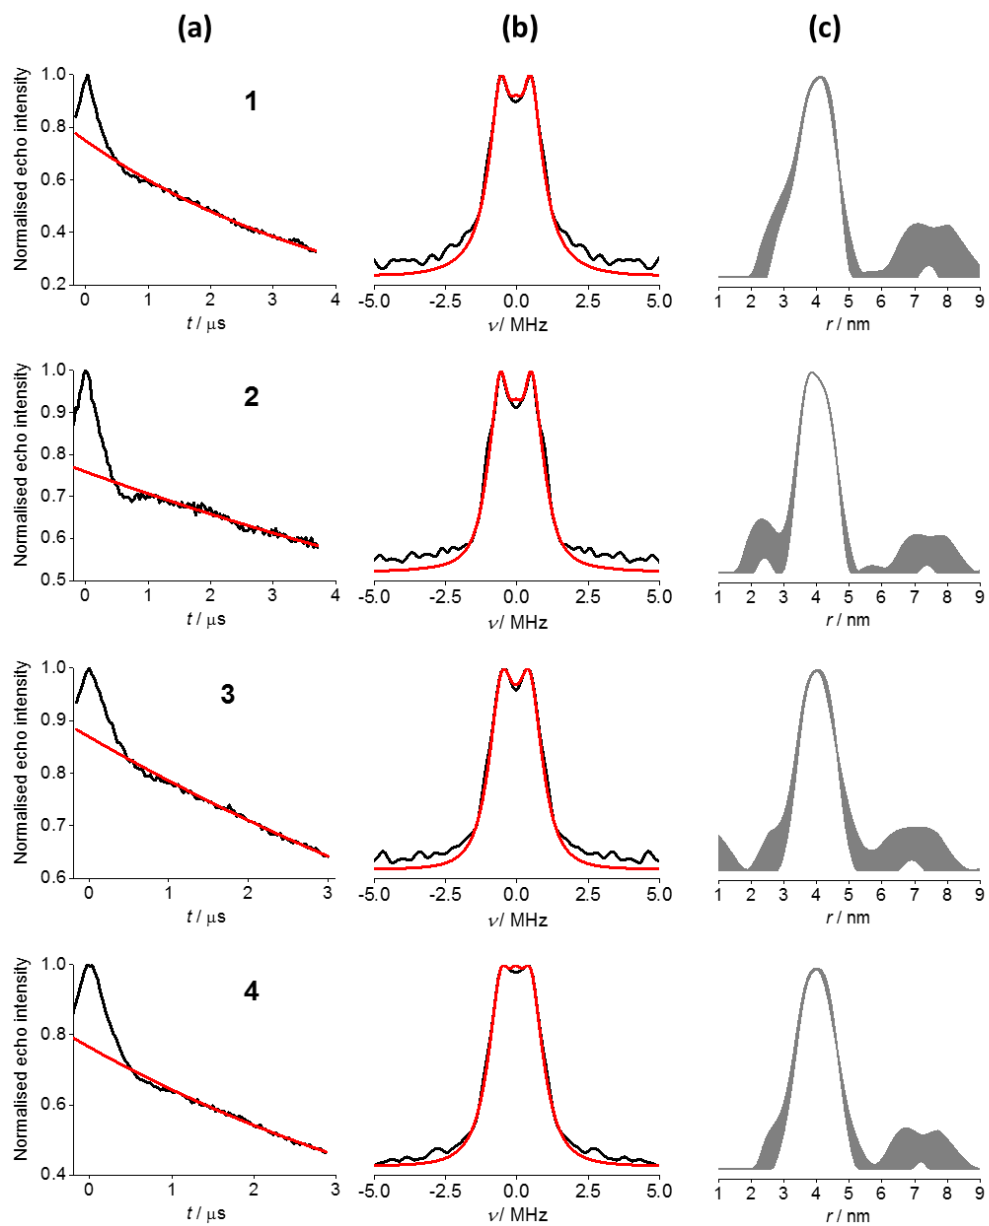 (a) (b) (c)
Normalised echo intensity
1.0
0.8
0.6
0.4
0.2
1
0 1 2 3 4
t / μs
-5.0 -2.5 0.0 2.5 5.0
ν/ MHz
1 2 3 4 5 6 7 8 9
r / nm
Normalised echo intensity
1.0
0.9
0.8
0.7
0.6
0.5
2
0 1 2 3 4
t / μs
-5.0 -2.5 0.0 2.5 5.0
ν/ MHz
1 2 3 4 5 6 7 8 9
r / nm
Normalised echo intensity
1.0
0.9
0.8
0.7
0.6
3
0 1 2 3
t / μs
-5.0 -2.5 0.0 2.5 5.0
ν/ MHz
1 2 3 4 5 6 7 8 9
r / nm
Normalised echo intensity
1.0
0.8
0.6
0.4
4
0 1 2 3
t / μs
-5.0 -2.5 0.0 2.5 5.0
ν/ MHz
1 2 3 4 5 6 7 8 9
r / nm